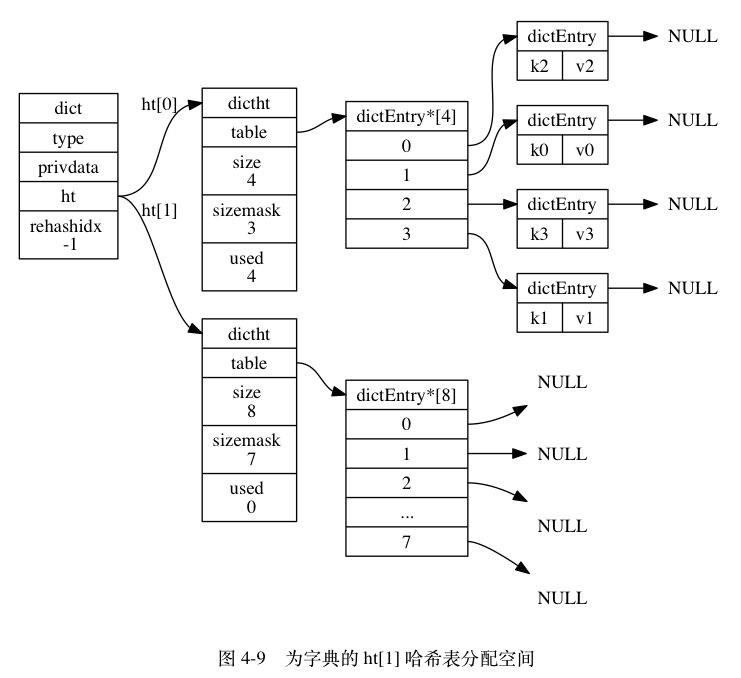 dict
type
privdata
ht
rehashidx
-1
ht[0]
ht[1]
dictht
table
size
4
sizemask
3
used
4
dictEntry*[4]
0
1
2
3
dictEntry
k2 v2
NULL
dictEntry
k0 v0
NULL
dictEntry
k3 v3
NULL
dictEntry
k1 v1
NULL
dictht
table
size
8
sizemask
7
used
0
dictEntry*[8]
0
1
2
...
7
NULL
NULL
NULL
NULL
图 4-9 为字典的 ht[1] 哈希表分配空间